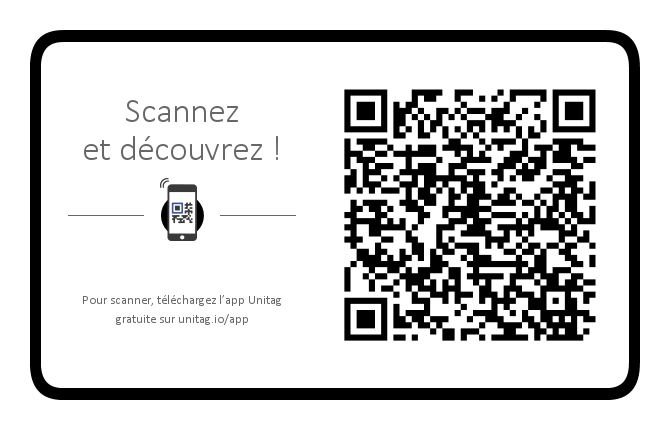 Scannez
et découvrez !
Pour scanner, téléchargez l'app Unitag
gratuite sur unitag.io/app